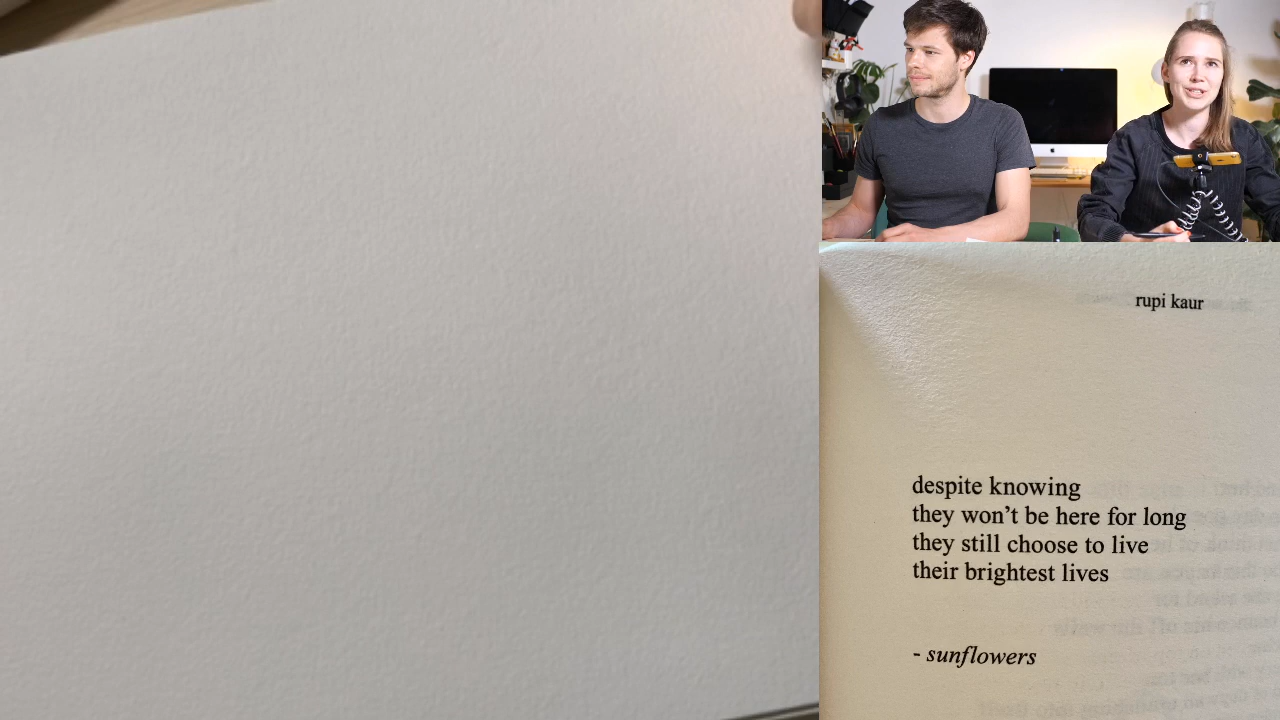 rupi kaur
despite knowing
they won't be here for long
they still choose to live
their brightest lives
- sunflowers